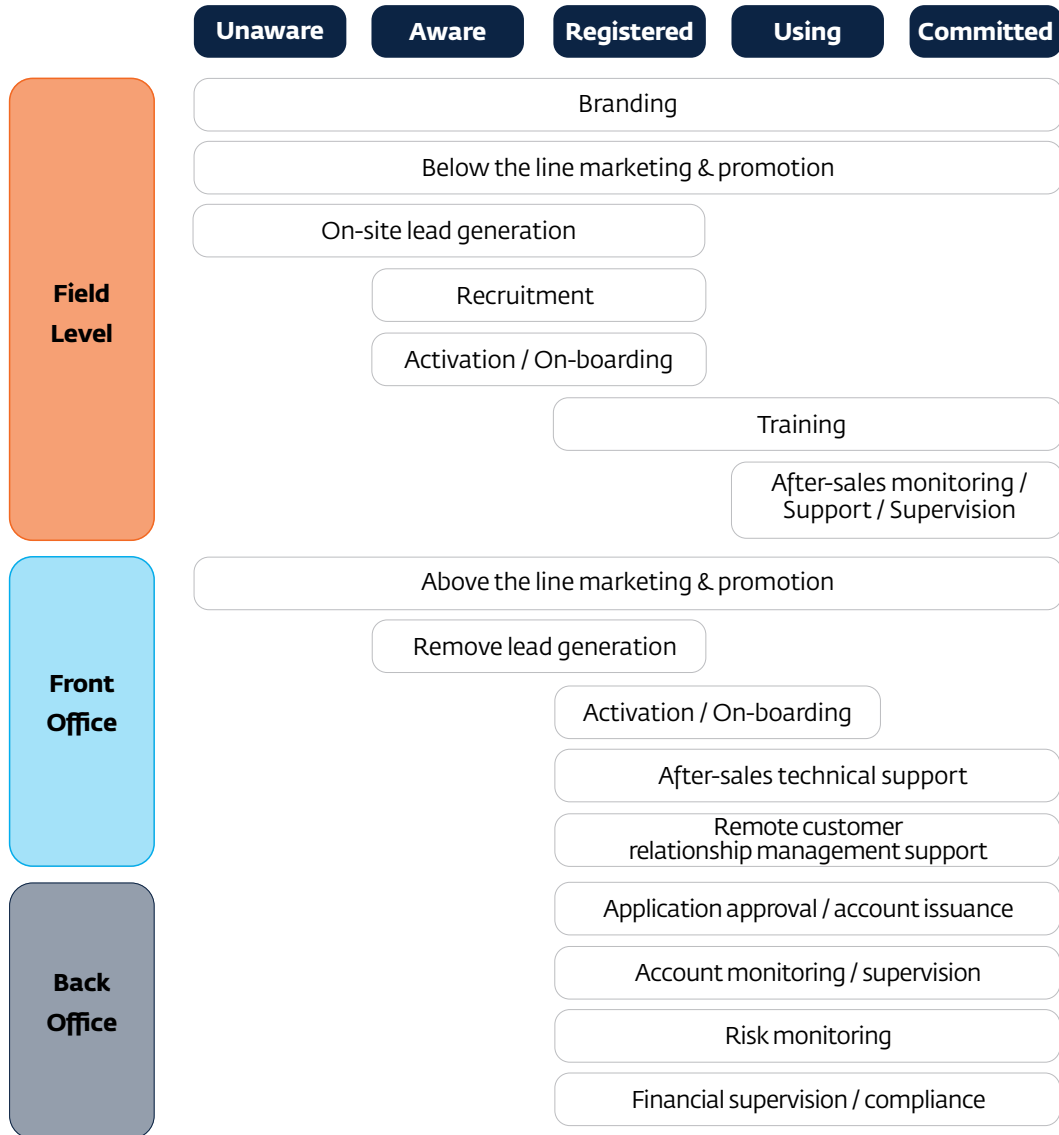 Unaware Aware Registered Using Committed
Branding
Below the line marketing & promotion
On-site lead generation
Field
Level
Recruitment
Activation / On-boarding
Training
After-sales monitoring /
Support / Supervision
Above the line marketing & promotion
Remove lead generation
Front
Office
Activation / On-boarding
After-sales technical support
Remote customer
relationship management support
Application approval / account issuance
Account monitoring / supervision
Back
Office
Risk monitoring
Financial supervision / compliance